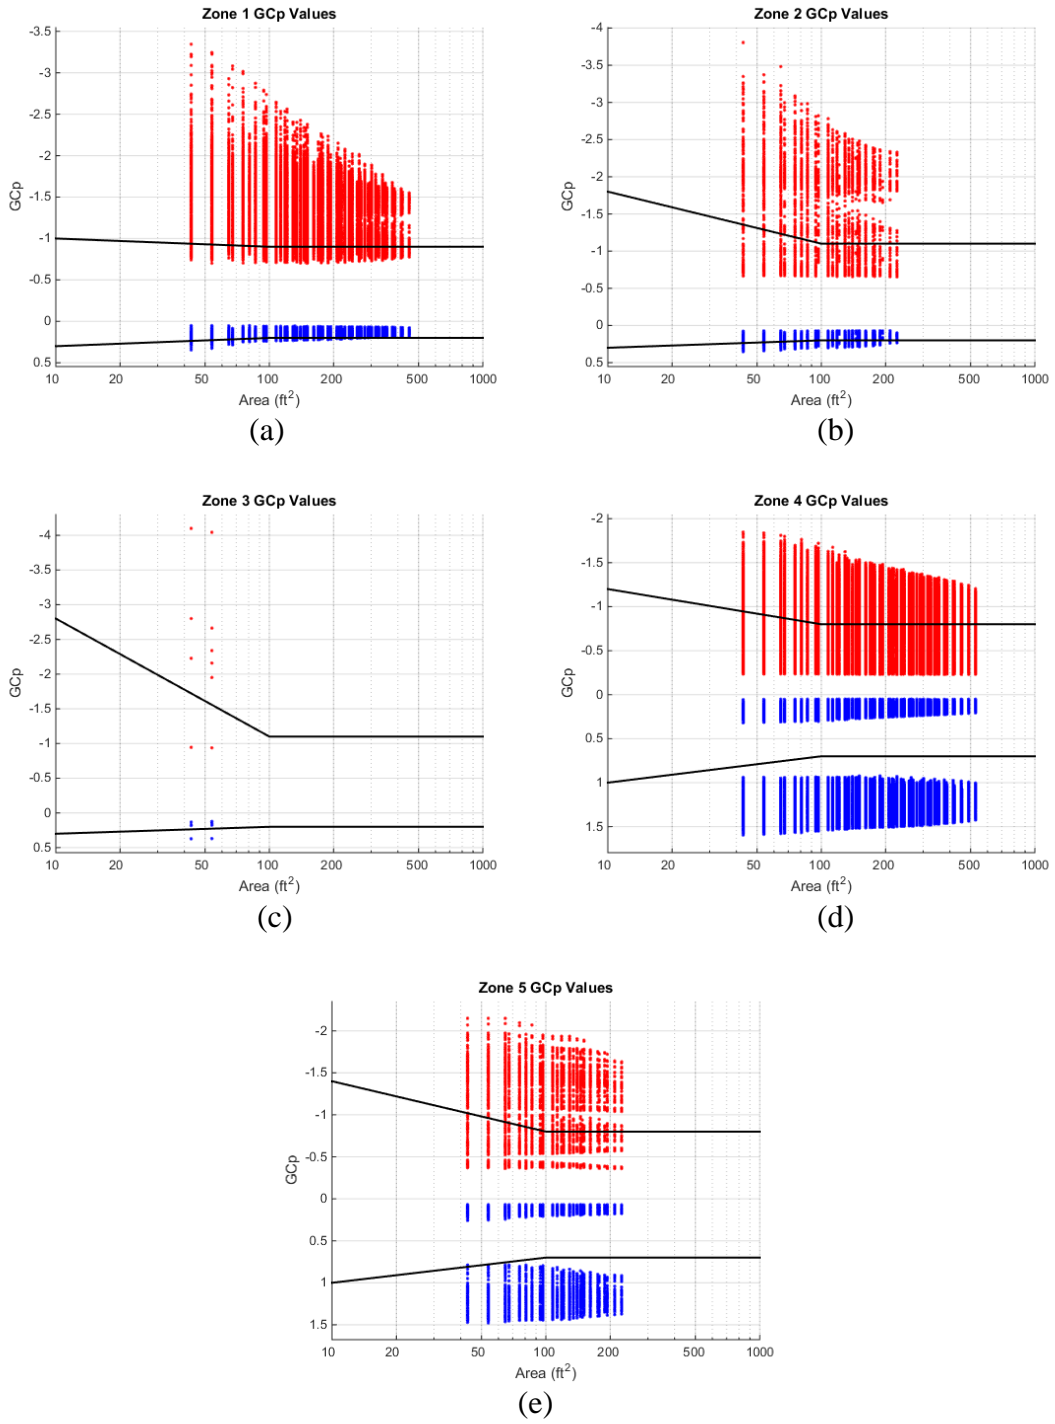 Zone 1 GCp Values
-3.5
-3
-2.5
-2
-1.5
-1
-0.5
0
0.5
GCp
10 20 50 100 200 500 1000
Area (ft²)
(a)
Zone 2 GCp Values
-4
-3.5
-3
-2.5
-2
-1.5
-1
-0.5
0
0.5
GCp
10 20 50 100 200 500 1000
Area (ft²)
(b)
Zone 3 GCp Values
-4
-3.5
-3
-2.5
-2
-1.5
-1
-0.5
0
0.5
GCp
10 20 50 100 200 500 1000
Area (ft²)
(c)
Zone 4 GCp Values
-2
-1.5
-1
-0.5
0
0.5
1
1.5
GCp
10 20 50 100 200 500 1000
Area (ft²)
(d)
Zone 5 GCp Values
-2
-1.5
-1
-0.5
0
0.5
1
1.5
GCp
10 20 50 100 200 500 1000
Area (ft²)
(e)